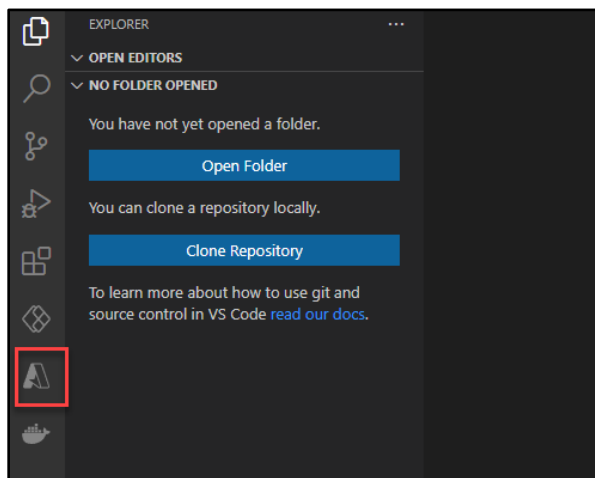 EXPLORER
OPEN EDITORS
NO FOLDER OPENED
You have not yet opened a folder.
Open Folder
You can clone a repository locally.
Clone Repository
To learn more about how to use git and
source control in VS Code read our docs.